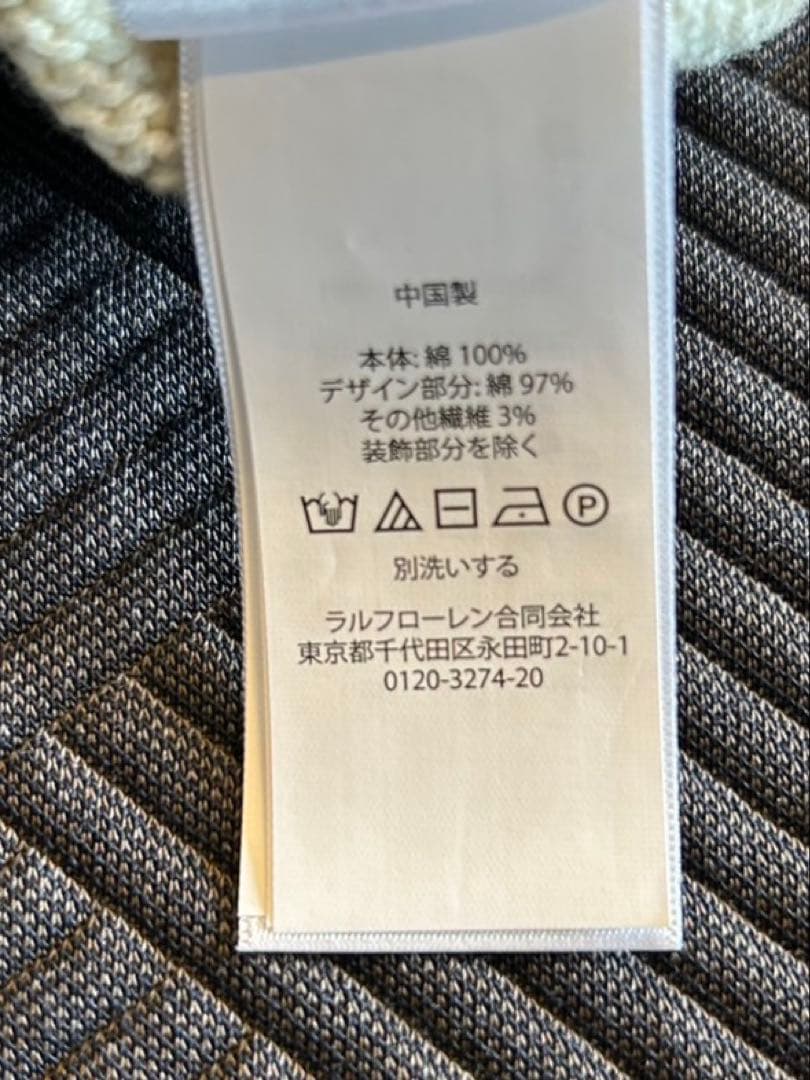 中国製
本体: 綿 100%
デザイン部分: 綿 97%
その他繊維 3%
装飾部分を除く
P
別洗いする
ラルフローレン合同会社
東京都千代田区永田町2-10-1
0120-3274-20